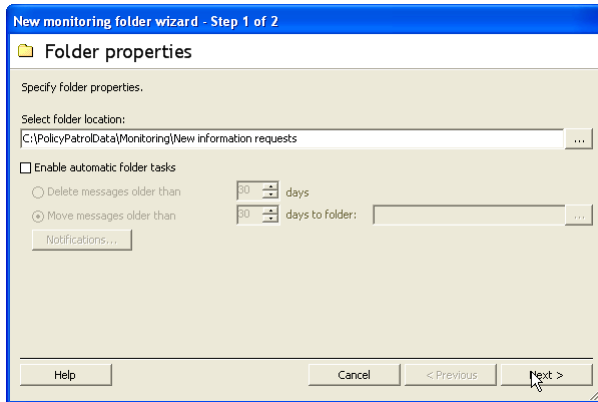 New monitoring folder wizard - Step 1 of 2
Folder properties
Specify folder properties.
Select folder location:
C:\PolicyPatrolData\Monitoring\New information requests ...
Enable automatic folder tasks
Delete messages older than 30 days
Move messages older than 30 days to folder: ...
Notifications...
Help Cancel < Previous Next >